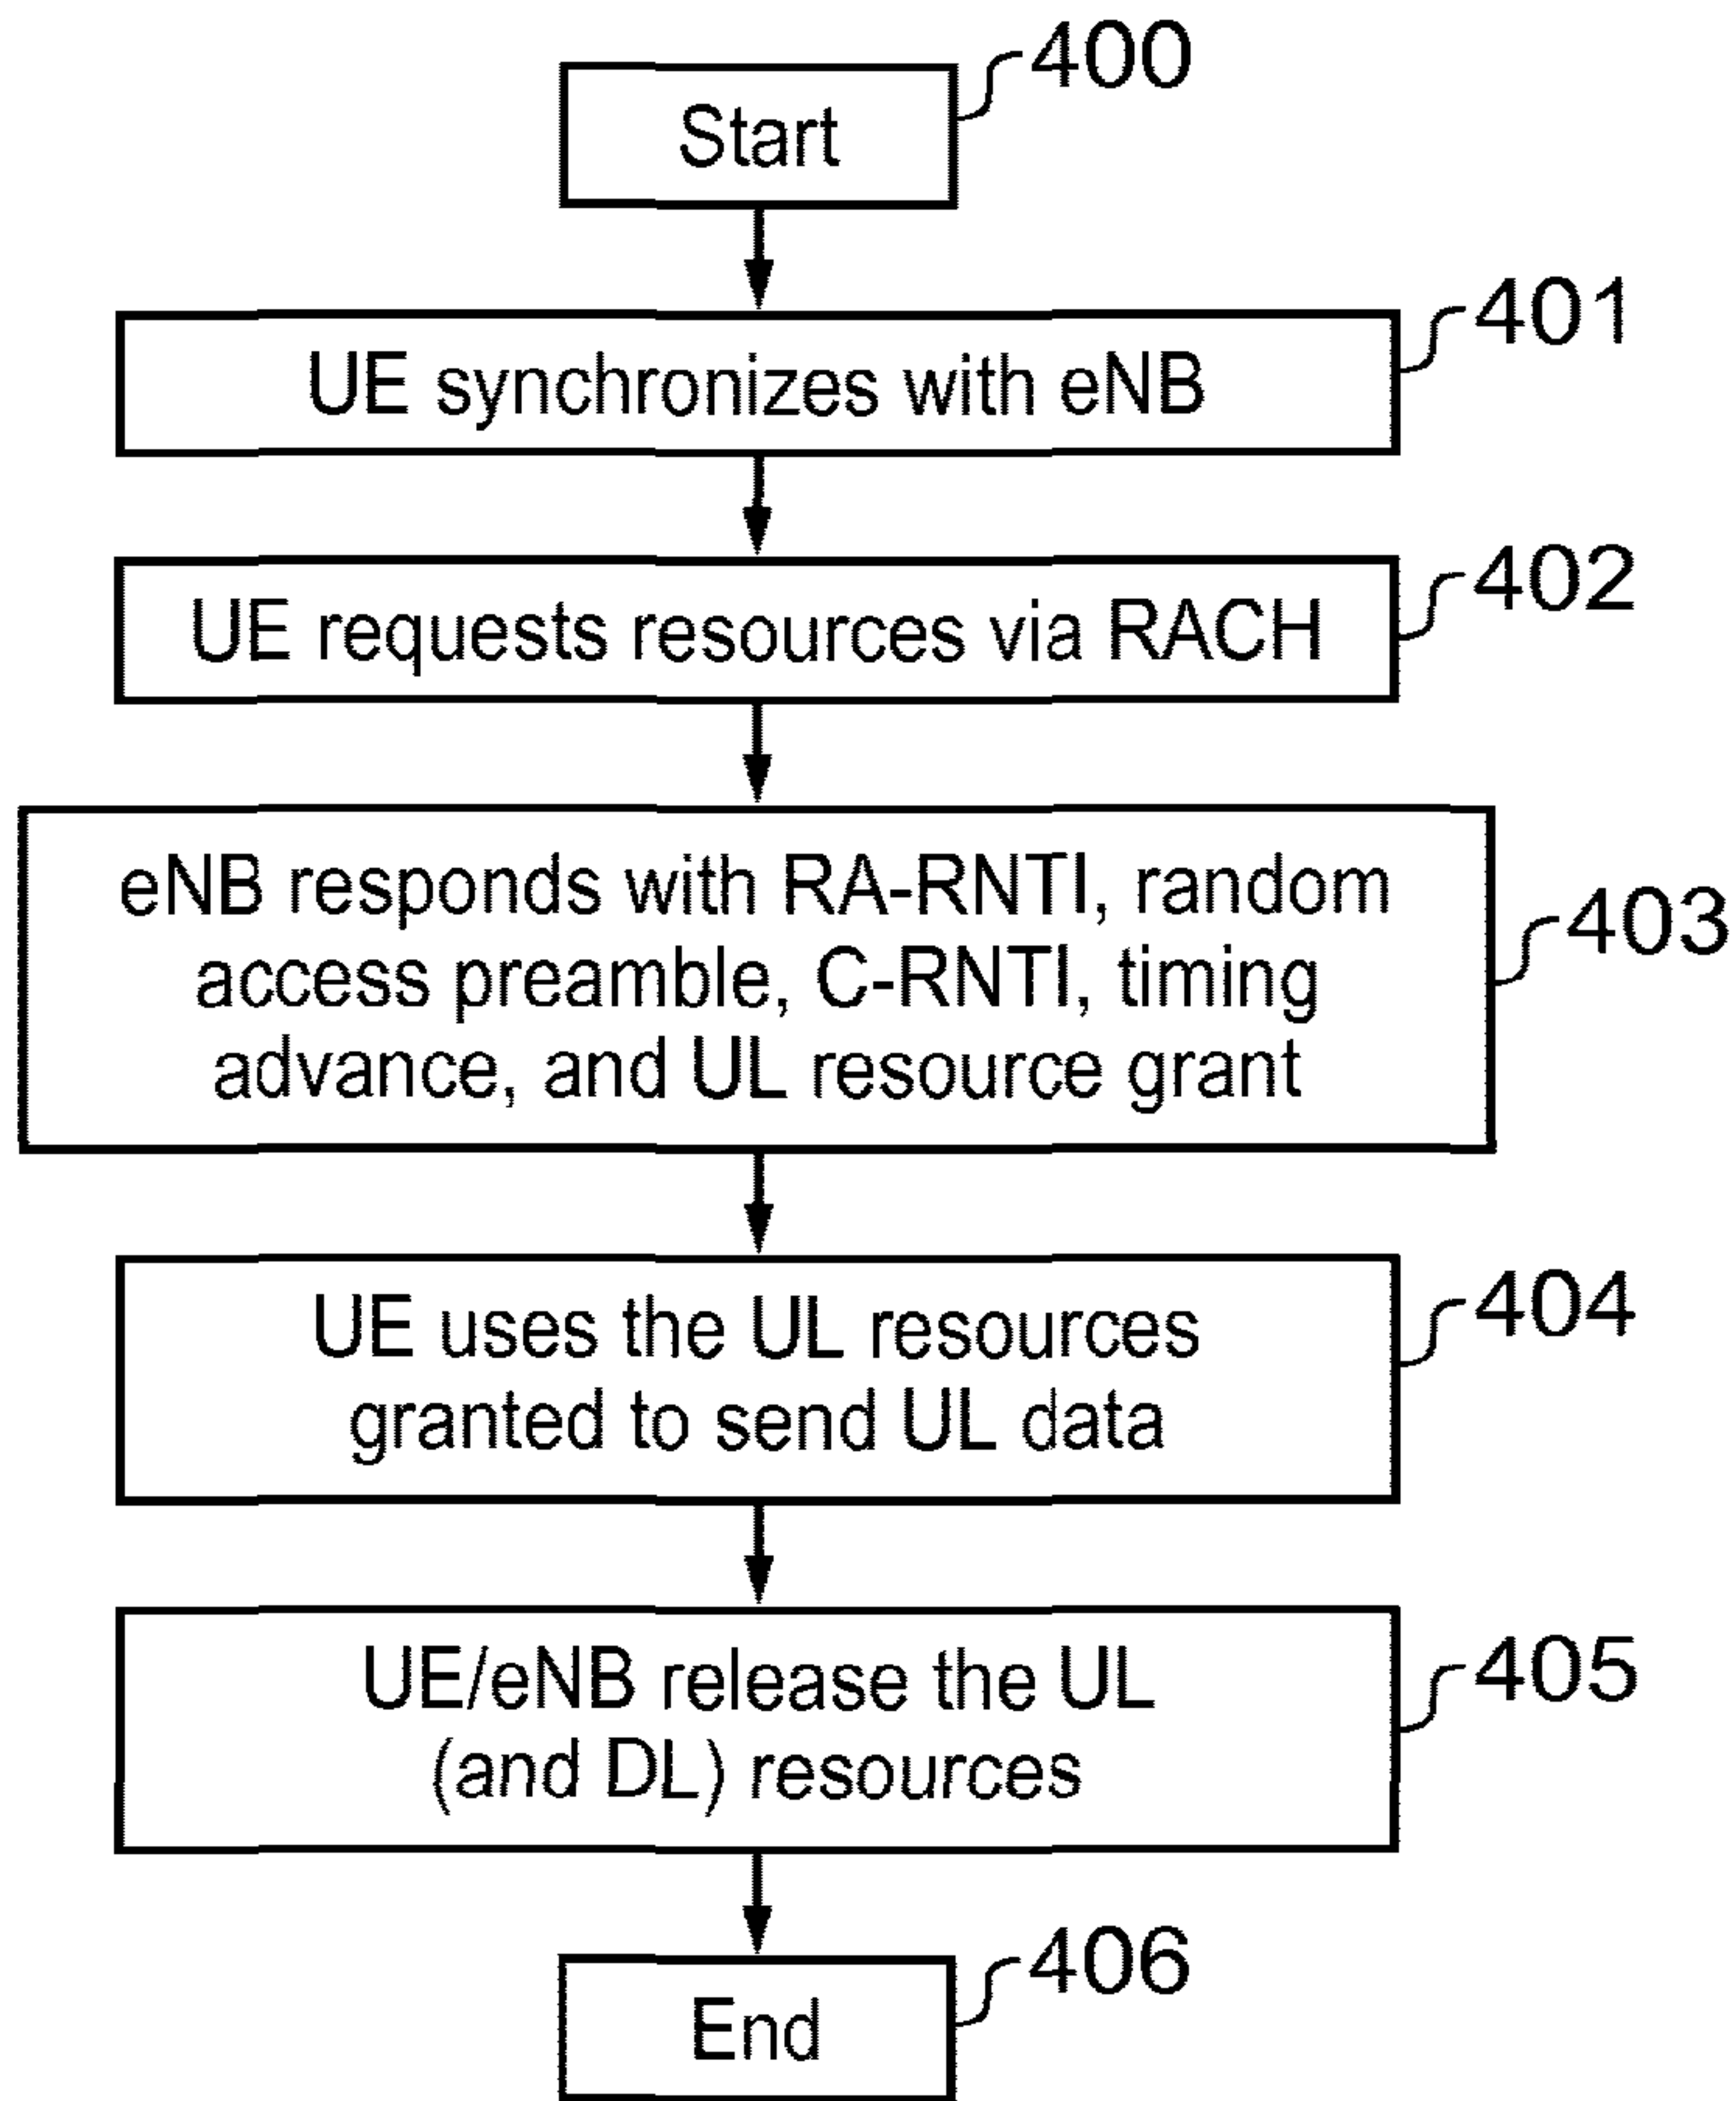 400
Start
401
UE synchronizes with eNB
402
UE requests resources via RACH
eNB responds with RA-RNTI, random
403
access preamble, C-RNTI, timing
advance, and UL resource grant
404
UE uses the UL resources
granted to send UL data
405
UE/eNB release the UL
(and DL) resources
406
End